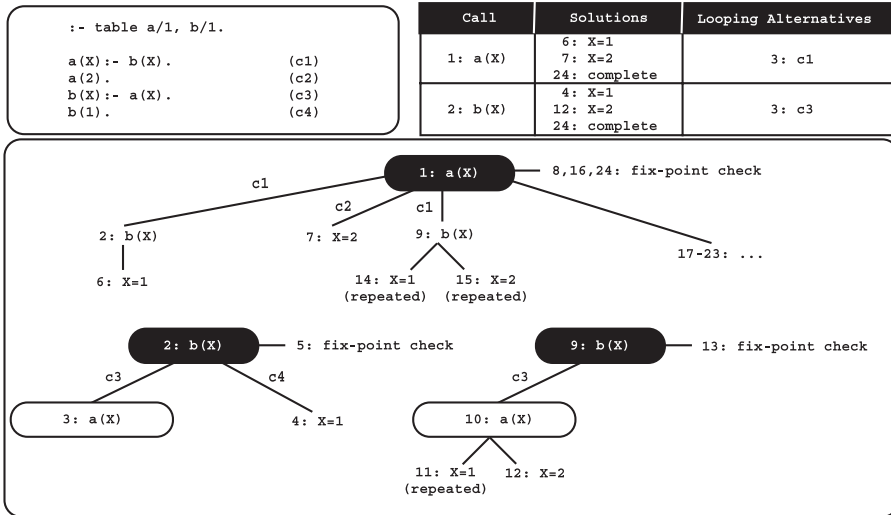 :- table a/1, b/1.
a(X):- b(X). (c1)
a(2). (c2)
b(X):- a(X). (c3)
b(1). (c4)
Call Solutions Looping Alternatives
6: X=1
1: a(X) 7: X=2 3: c1
24: complete
4: X=1
2: b(X) 12: X=2 3: c3
24: complete
1: a(X) 8,16,24: fix-point check
c1 c2 c1
2: b(X) 7: X=2 9: b(X)
17-23: ...
6: X=1 14: X=1 15: X=2
(repeated) (repeated)
2: b(X) 5: fix-point check 9: b(X) 13: fix-point check
c3 c4 c3
3: a(X) 4: X=1 10: a(X)
11: X=1 12: X=2
(repeated)